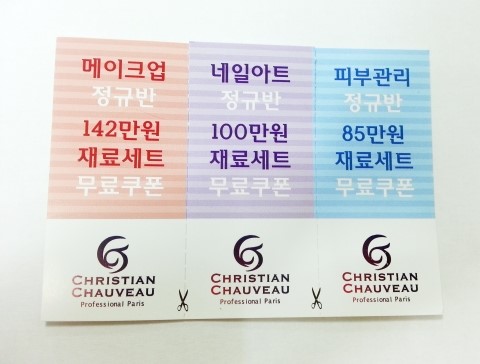 메이크업
정규반
142만원
재료세트
무료쿠폰
CHRISTIAN
CHAUVEAU
Professional Paris
네일아트
정규반
100만원
재료세트
무료쿠폰
CHRISTIAN
CHAUVEAU
Professional Paris
피부관리
정규반
85만원
재료세트
무료쿠폰
CHRISTIAN
CHAUVEAU
Professional Paris